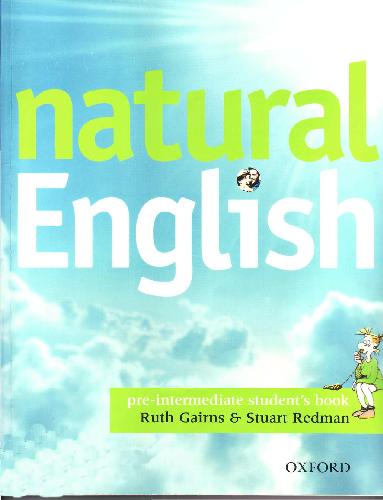 natural
English
pre-intermediate student's book
Ruth Gairns & Stuart Redman
OXFORD